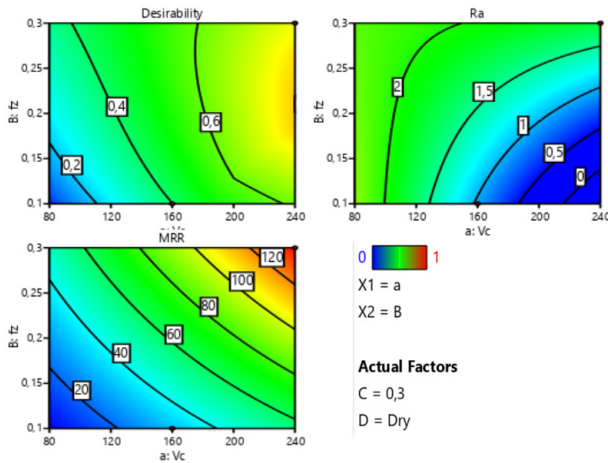 Desirability
B: fz
0,3
0,25
0,2
0,15
0,1
0,2
0,4
0,6
80 120 160 200 240
Ra
B: fz
0,3
0,25
0,2
0,15
0,1
2
1,5
1
0,5
0
80 120 160 200 240
a: Vc
MRR
B: fz
0,3
0,25
0,2
0,15
0,1
20
40
60
80
100
120
80 120 160 200 240
a: Vc
0 1
X1 = a
X2 = B
Actual Factors
C = 0,3
D = Dry